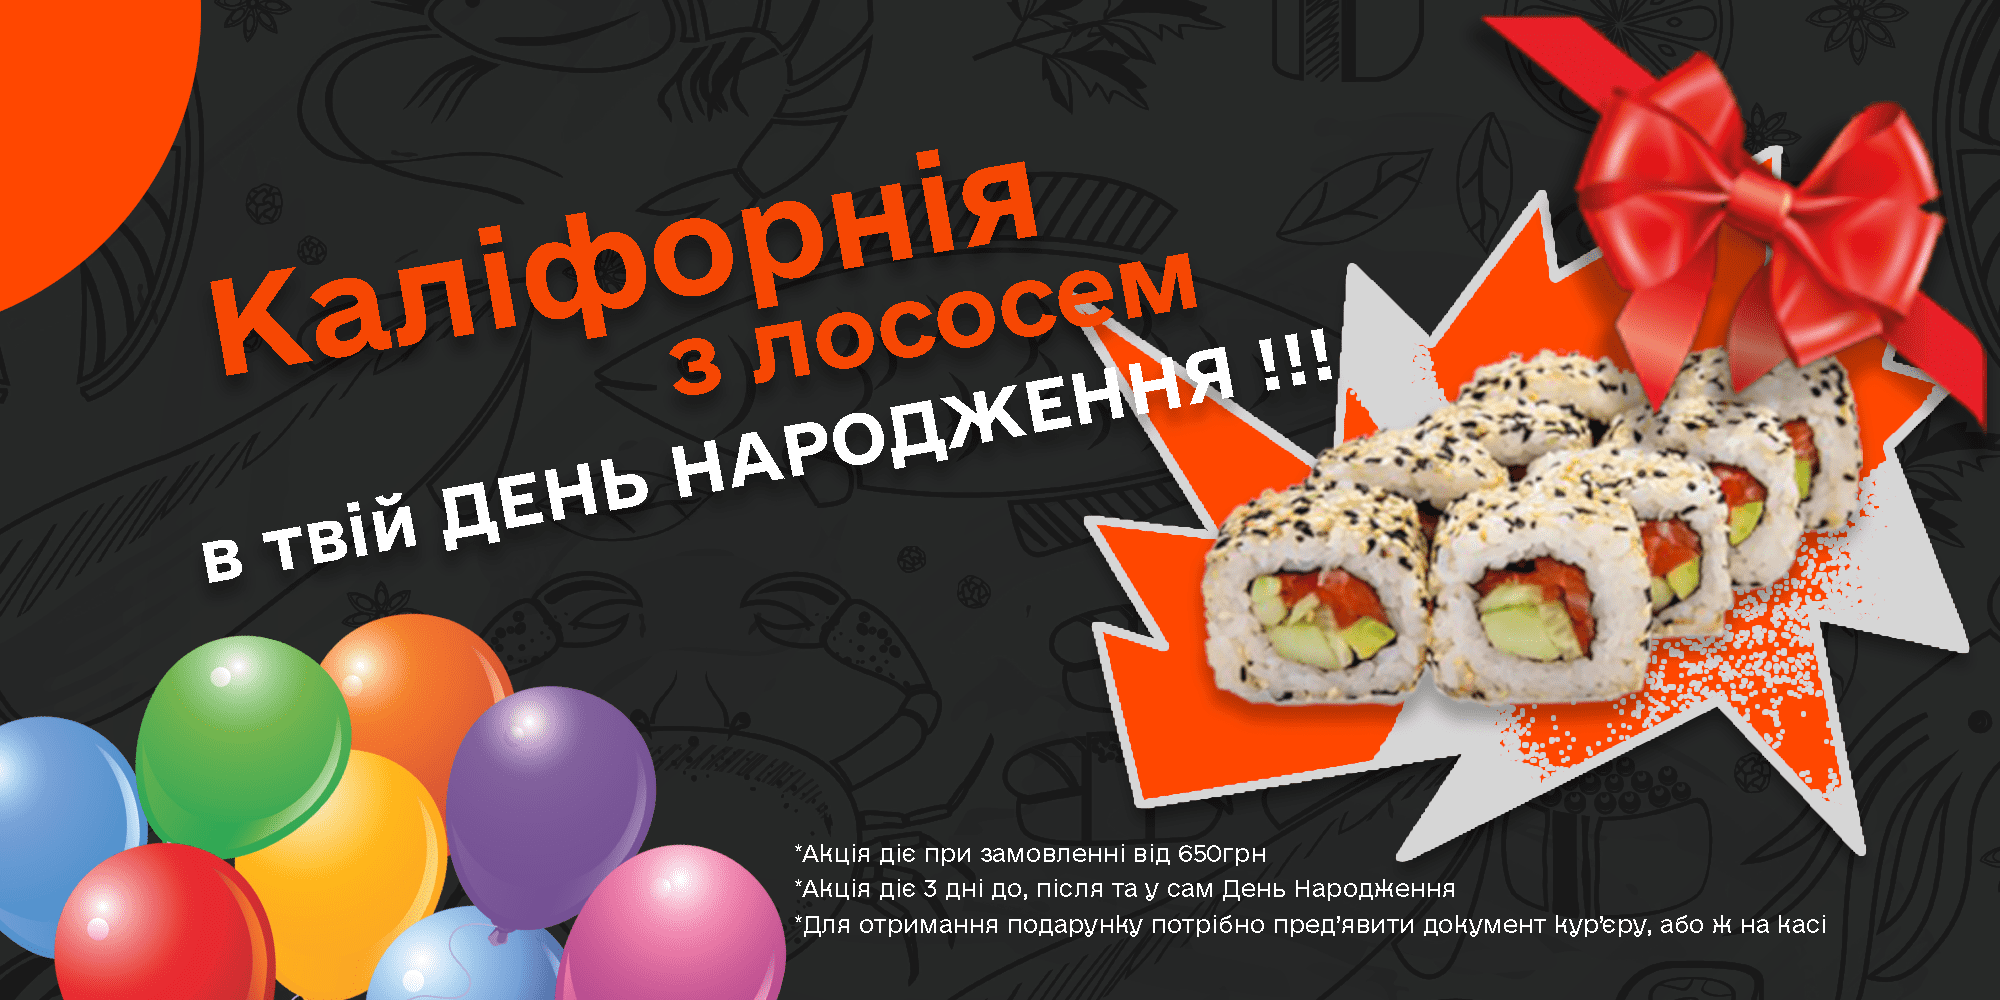 Каліфорнія
з лососем
в твій ДЕНЬ НАРОДЖЕННЯ !!!
*Акція діє при замовленні від 650грн
*Акція діє 3 дні до, після та у сам День Народження
*Для отримання подарунку потрібно пред’явити документ кур’єру, або ж на касі